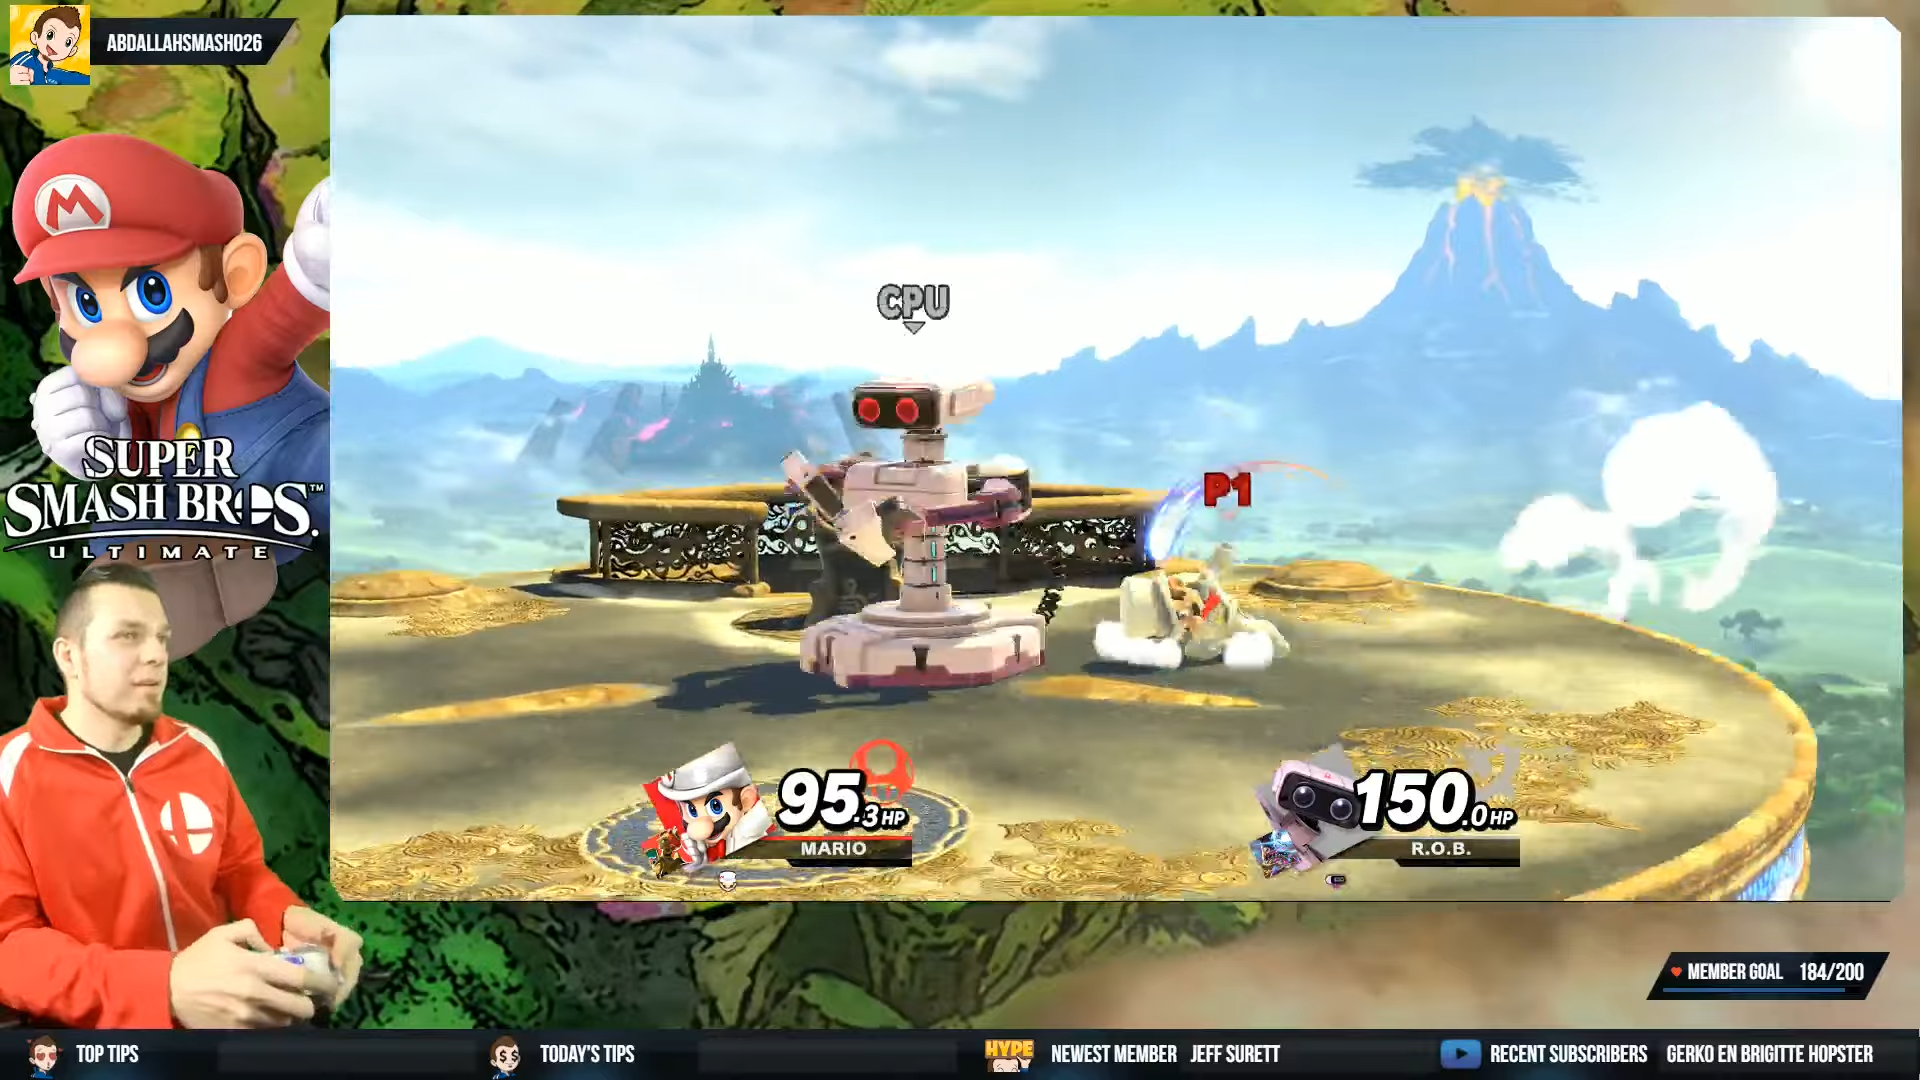 ABDALLAHSMASH026
M
SUPER
SMASH BROS.™
ULTIMATE
CPU
P1
95.3HP
MARIO
150.0HP
R.O.B.
MEMBER GOAL 184/200
TOP TIPS
TODAY'S TIPS
HYPE
NEWEST MEMBER JEFF SURETT
RECENT SUBSCRIBERS GERKO EN BRIGITTE HOPSTER